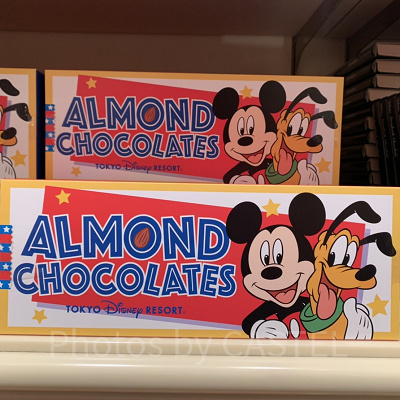 ALMOND
CHOCOLATES
TOKYO Disney RESORT
ALMOND
CHOCOLATES
TOKYO Disney RESORT
Photos by CASTEL